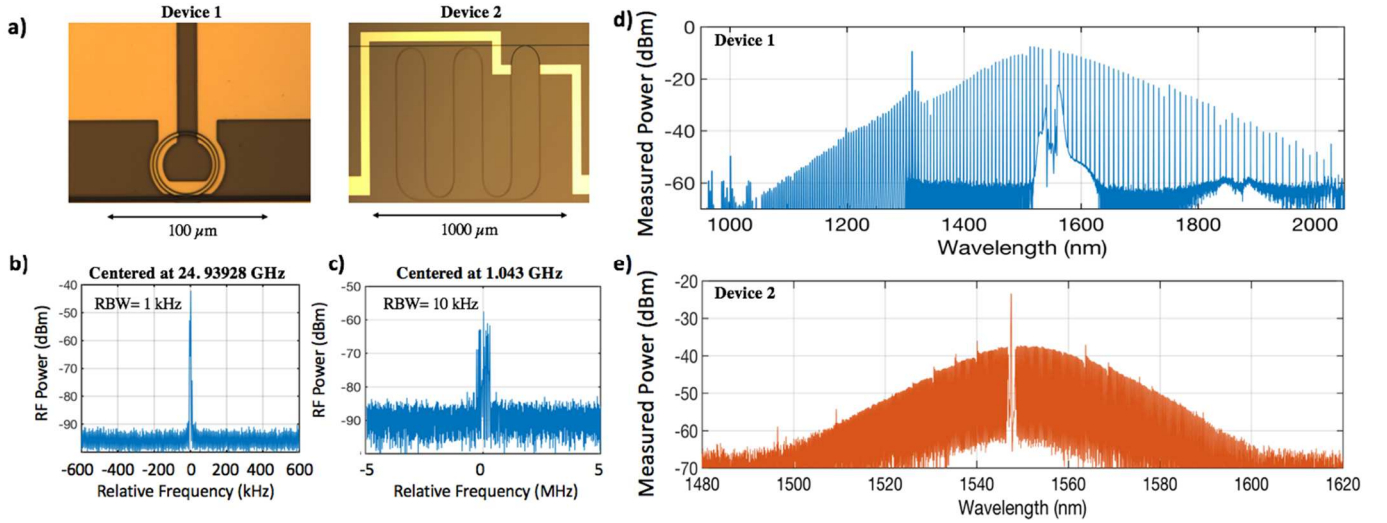 a)
Device 1
100 μm
Device 2
1000 μm
b)
Centered at 24. 93928 GHz
RBW= 1 kHz
RF Power (dBm)
-40
-50
-60
-70
-80
-90
-600 -400 -200 0 200 400 600
Relative Frequency (kHz)
c)
Centered at 1.043 GHz
RBW= 10 kHz
RF Power (dBm)
-50
-60
-70
-80
-90
-5 0 5
Relative Frequency (MHz)
d)
Device 1
Measured Power (dBm)
0
-20
-40
-60
1000 1200 1400 1600 1800 2000
Wavelength (nm)
e)
Device 2
Measured Power (dBm)
-20
-30
-40
-50
-60
-70
1480 1500 1520 1540 1560 1580 1600 1620
Wavelength (nm)